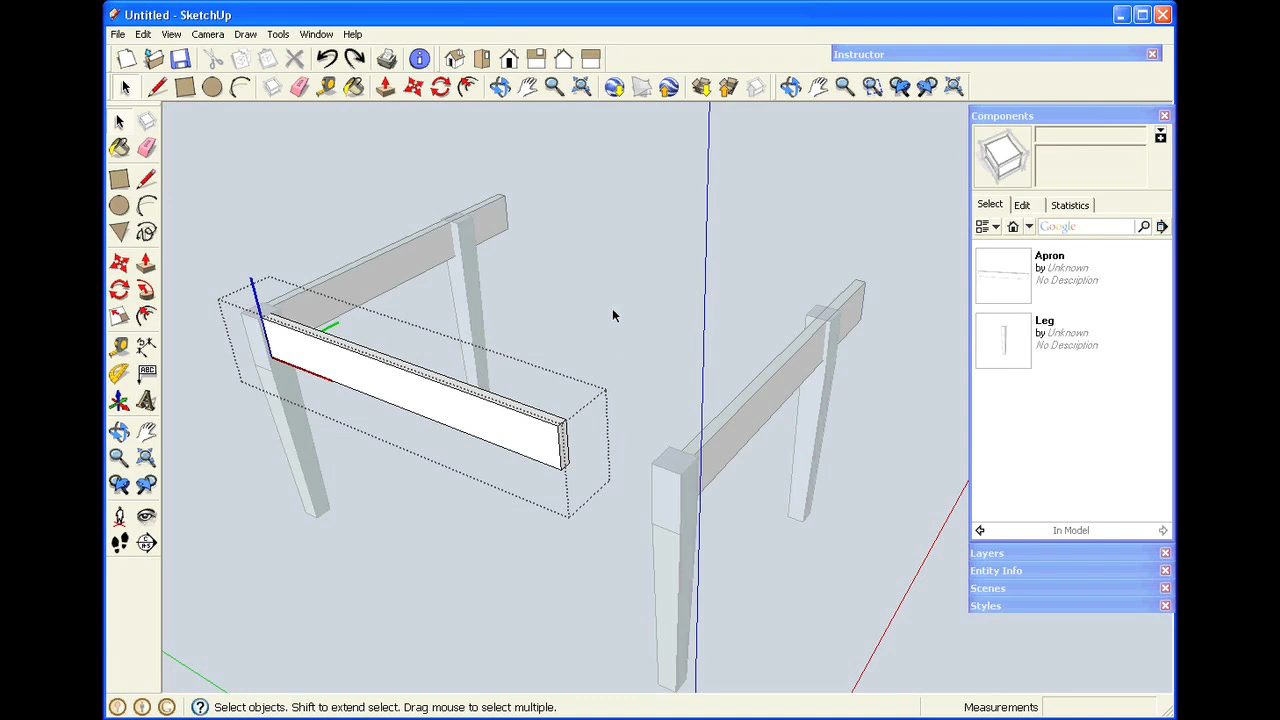 Untitled - SketchUp
File Edit View Camera Draw Tools Window Help
Instructor
Components
Select Edit Statistics
Google
Apron
by Unknown
No Description
Leg
by Unknown
No Description
In Model
Layers
Entity Info
Scenes
Styles
ABC
A
Select objects. Shift to extend select. Drag mouse to select multiple.
Measurements